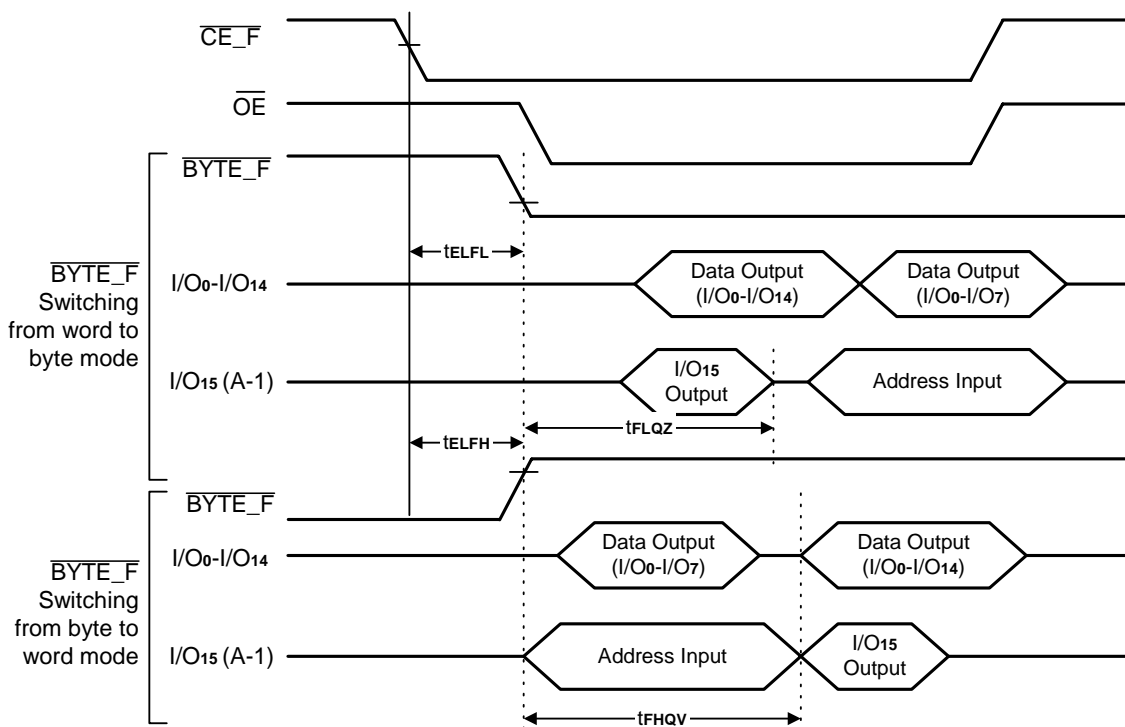 CE_F
OE
BYTE_F
tELFL
BYTE_F
Switching
from word to
byte mode
I/O0-I/O14
Data Output
(I/O0-I/O14)
Data Output
(I/O0-I/O7)
I/O15 (A-1)
I/O15
Output
Address Input
tELFH
tFLQZ
BYTE_F
BYTE_F
Switching
from byte to
word mode
I/O0-I/O14
Data Output
(I/O0-I/O7)
Data Output
(I/O0-I/O14)
I/O15 (A-1)
Address Input
I/O15
Output
tFHQV